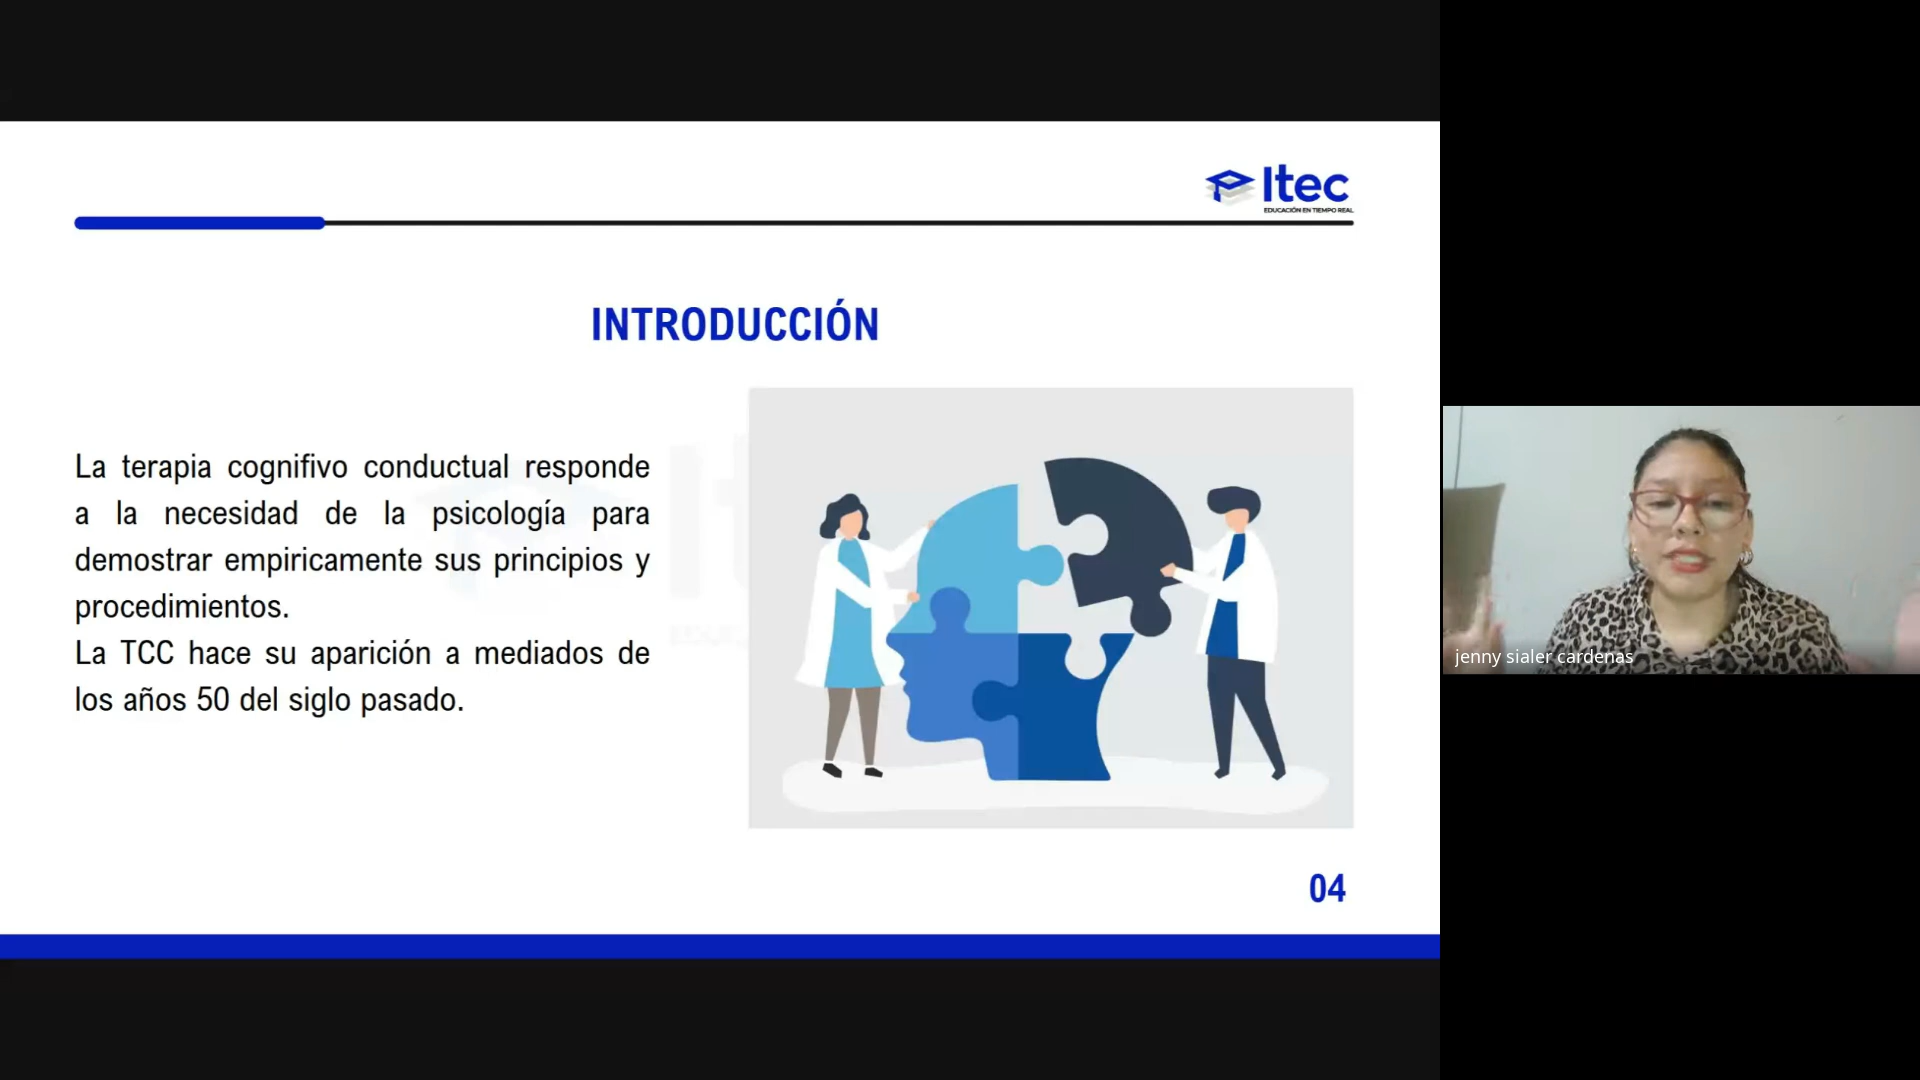 Itec
EDUCACIÓN EN TIEMPO REAL
INTRODUCCIÓN
La terapia cognifivo conductual responde
a la necesidad de la psicología para
demostrar empiricamente sus principios y
procedimientos.
La TCC hace su aparición a mediados de
los años 50 del siglo pasado.
jenny sialer cardenas
04